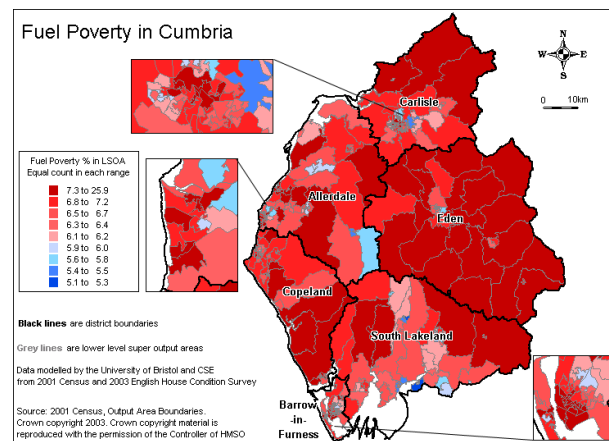 Fuel Poverty in Cumbria
N
W E
S
0 10km
Carlisle
Fuel Poverty % in LSOA
Equal count in each range
7.3 to 25.9
6.8 to 7.2
6.5 to 6.7
6.3 to 6.4
6.1 to 6.2
5.9 to 6.0
5.6 to 5.8
5.4 to 5.5
5.1 to 5.3
Allerdale
Eden
Copeland
South Lakeland
Black lines are district boundaries
Grey lines are lower level super output areas
Data modelled by the University of Bristol and CSE
from 2001 Census and 2003 English House Condition Survey
Source: 2001 Census, Output Area Boundaries.
Crown copyright 2003. Crown copyright material is
reproduced with the permission of the Controller of HMSO
Barrow
-in-
Furness